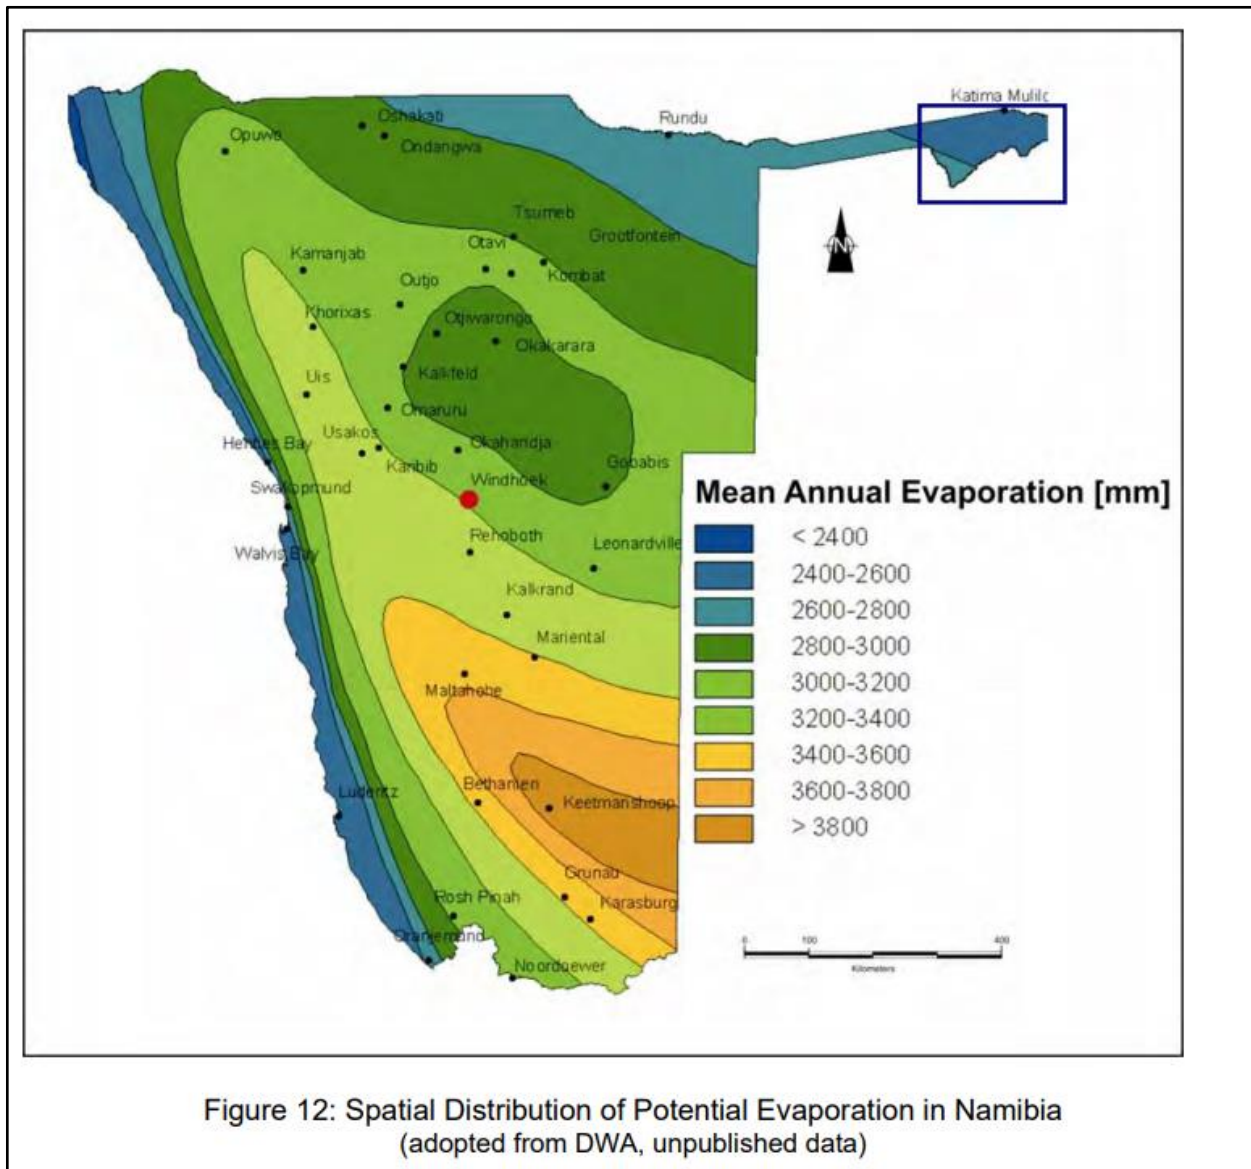 Katima Mulilo
Rundu
Oshakati
Opuwo
Ondangwa
Tsumeb
Grootfontein
Otavi
Kombat
Kamanjab
Outjo
Khorixas
Otjiwarongo
Okakarara
Kalkfeld
Uis
Omaruru
Usakos
Henties Bay
Okahandja
Karibib
Gobabis
Windhoek
Swakopmund
Rehoboth
Leonardville
Walvis Bay
Kalkrand
Mariental
Maltahohe
Bethanien
Keetmanshoop
Luderitz
Grunau
Rosh Pinah
Karasburg
Oranjemund
Noordoewer
N
Mean Annual Evaporation [mm]
< 2400
2400-2600
2600-2800
2800-3000
3000-3200
3200-3400
3400-3600
3600-3800
> 3800
0 100 400
Kilometers
Figure 12: Spatial Distribution of Potential Evaporation in Namibia
(adopted from DWA, unpublished data)